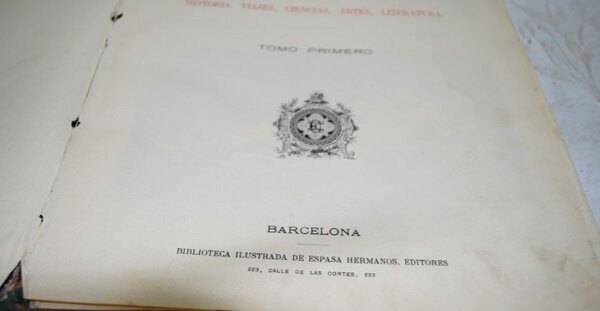 HISTORIA, VIAJES, CIENCIAS, ARTES, LITERATURA
TOMO PRIMERO
BARCELONA
BIBLIOTECA ILUSTRADA DE ESPASA HERMANOS, EDITORES
223, CALLE DE LAS CORTES, 223